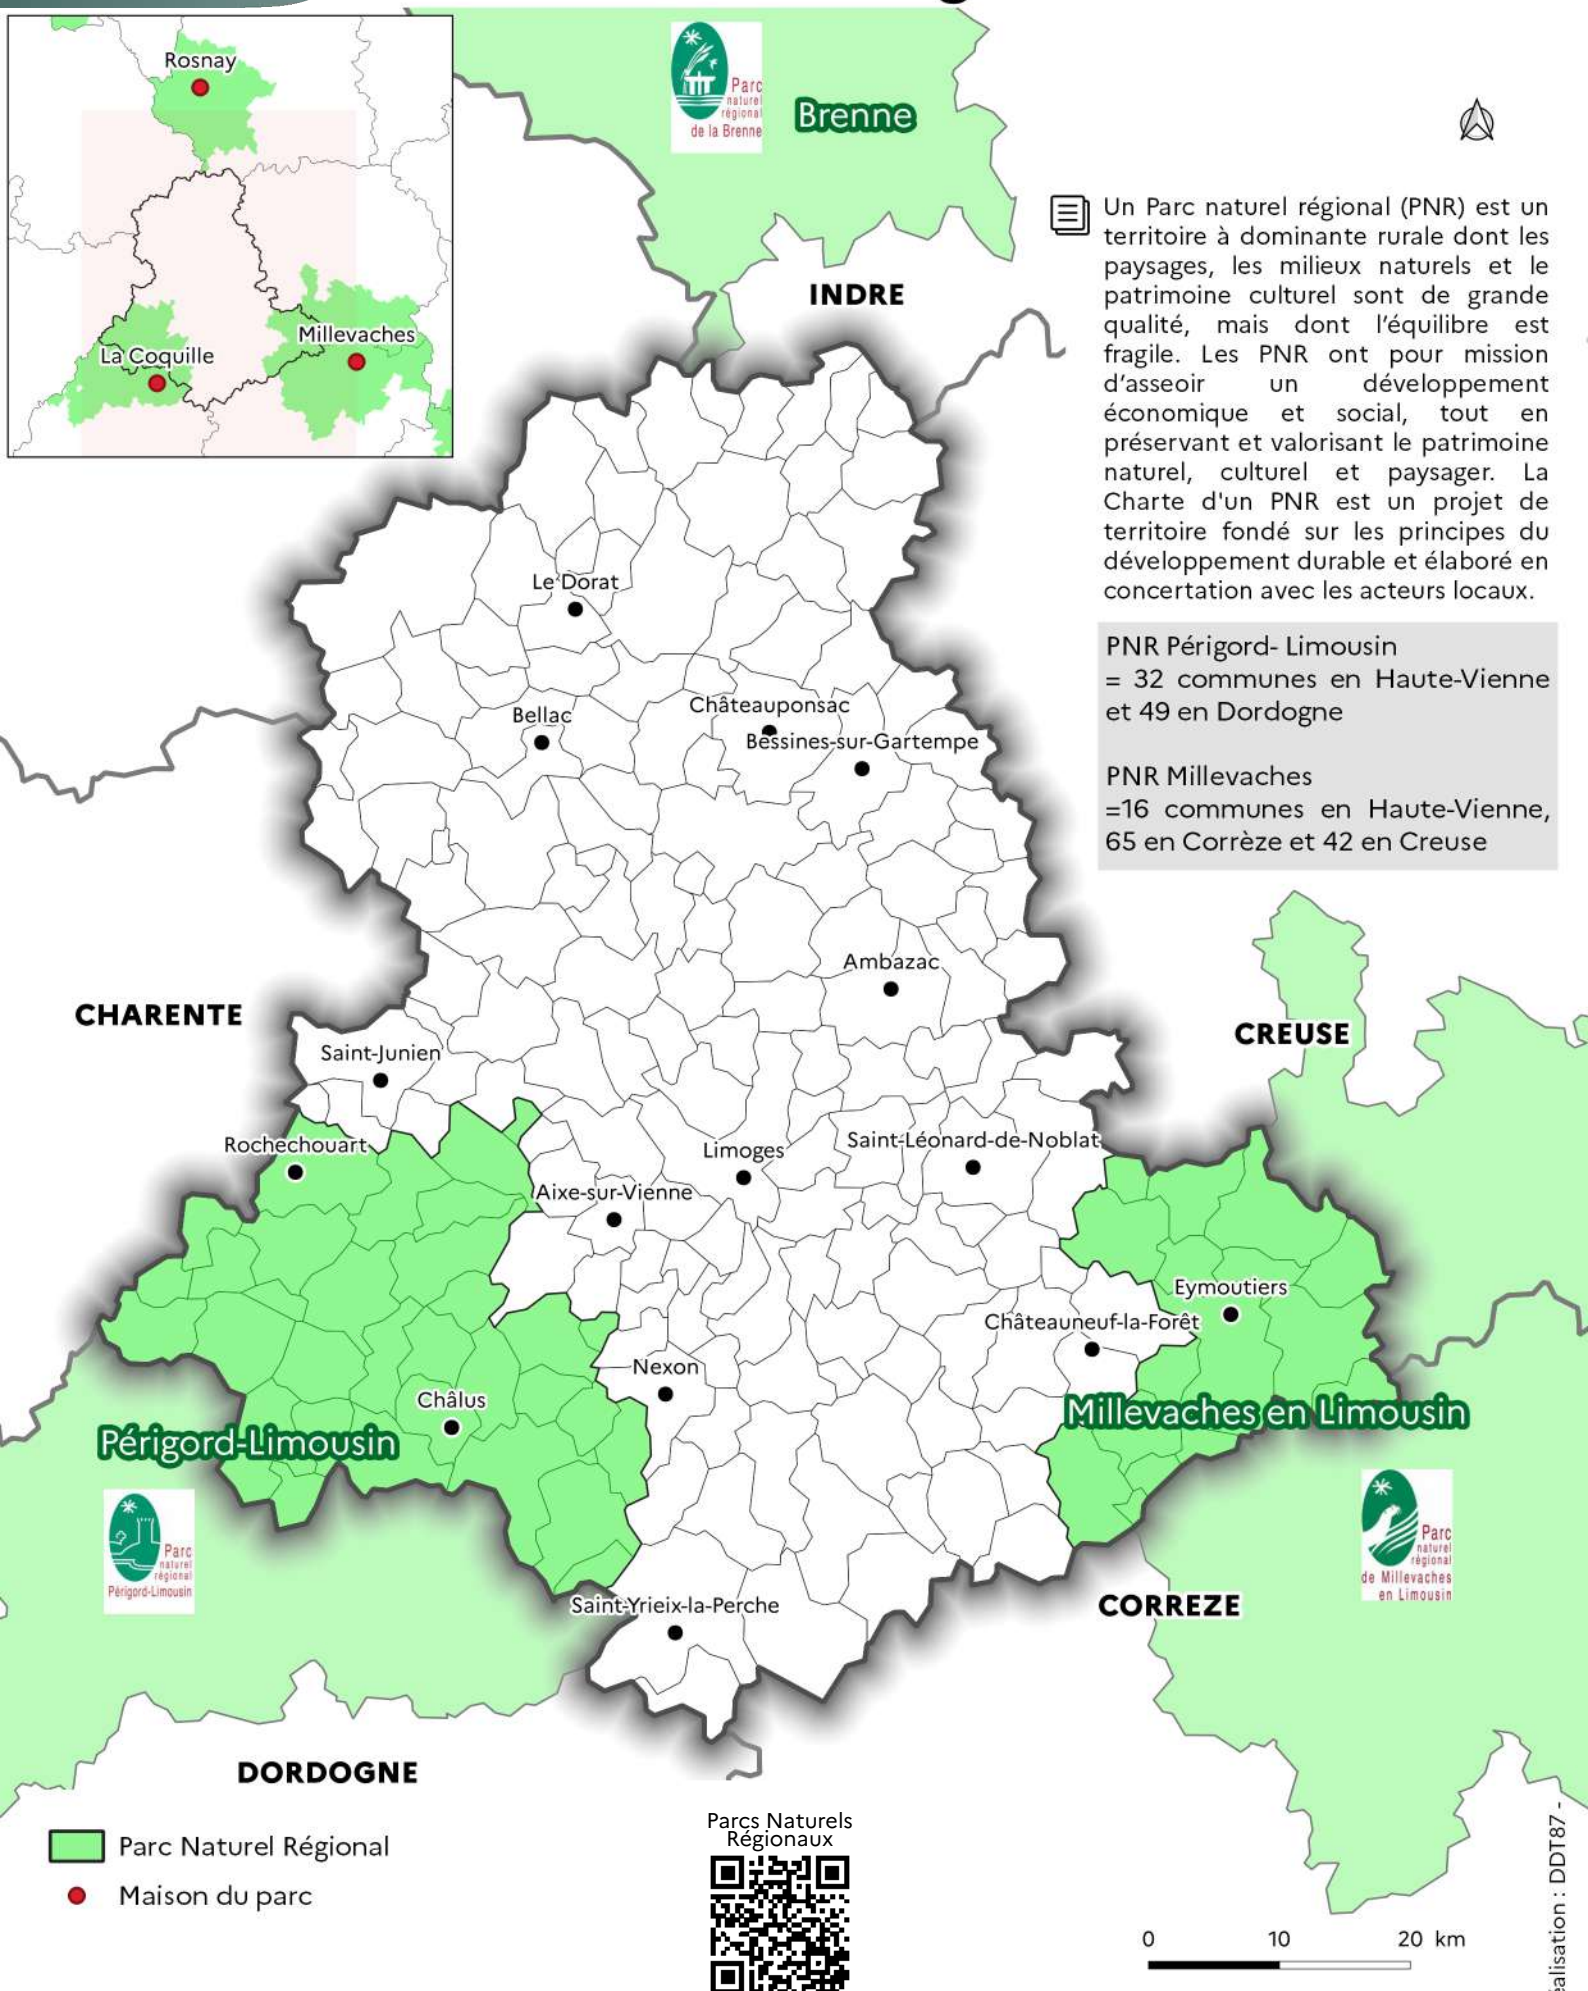 Rosnay
Millevaches
La Coquille
Parc
naturel
régional
de la Brenne
Brenne
INDRE
Un Parc naturel régional (PNR) est un
territoire à dominante rurale dont les
paysages, les milieux naturels et le
patrimoine culturel sont de grande
qualité, mais dont l'équilibre est
fragile. Les PNR ont pour mission
d'asseoir un développement
économique et social, tout en
préservant et valorisant le patrimoine
naturel, culturel et paysager. La
Charte d'un PNR est un projet de
territoire fondé sur les principes du
développement durable et élaboré en
concertation avec les acteurs locaux.
PNR Périgord- Limousin
= 32 communes en Haute-Vienne
et 49 en Dordogne
PNR Millevaches
=16 communes en Haute-Vienne,
65 en Corrèze et 42 en Creuse
Le Dorat
Châteauponsac
Bellac
Bessines-sur-Gartempe
Ambazac
CHARENTE
CREUSE
Saint-Junien
Rochechouart
Limoges
Saint-Léonard-de-Noblat
Aixe-sur-Vienne
Eymoutiers
Châteauneuf-la-Forêt
Nexon
Châlus
Millevaches en Limousin
Périgord-Limousin
Parc
naturel
régional
Périgord-Limousin
Parc
naturel
régional
de Millevaches
en Limousin
Saint-Yrieix-la-Perche
CORREZE
DORDOGNE
Parc Naturel Régional
Maison du parc
Parcs Naturels
Régionaux
0 10 20 km
éalisation : DDT87 -